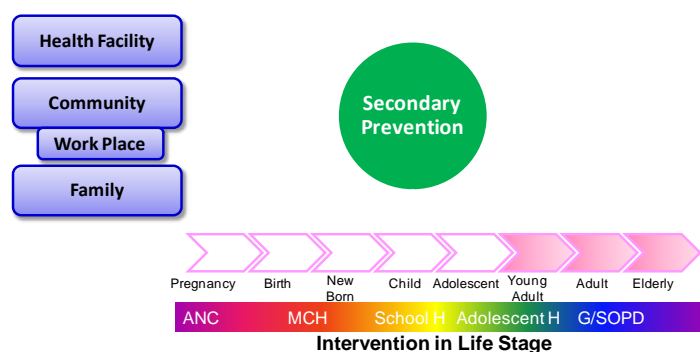 Health Facility
Community
Work Place
Family
Secondary
Prevention
Pregnancy
Birth
New
Born
Child
Adolescent
Young
Adult
Adult
Elderly
ANC
MCH
School H
Adolescent H
G/SOPD
Intervention in Life Stage